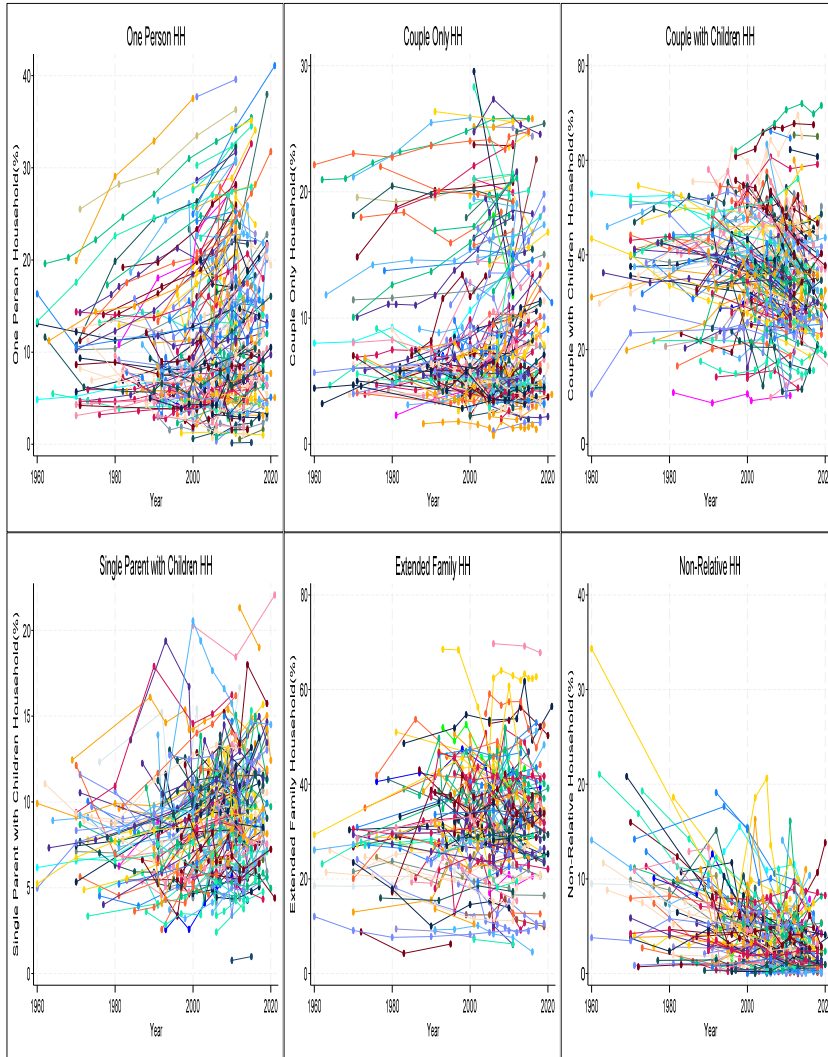 One Person HH
One Person Household(%)
40
30
20
10
0
1960
1980
2000
2020
Year
Couple Only HH
Couple Only Household(%)
30
20
10
0
1960
1980
2000
2020
Year
Couple with Children HH
Couple with Children Household(%)
80
60
40
20
0
1960
1980
2000
2020
Year
Single Parent with Children HH
Single Parent with Children Household(%)
20
15
10
5
0
1960
1980
2000
2020
Year
Extended Family HH
Extended Family Household(%)
80
60
40
20
0
1960
1980
2000
2020
Year
Non-Relative HH
Non-Relative Household(%)
40
30
20
10
0
1960
1980
2000
2020
Year